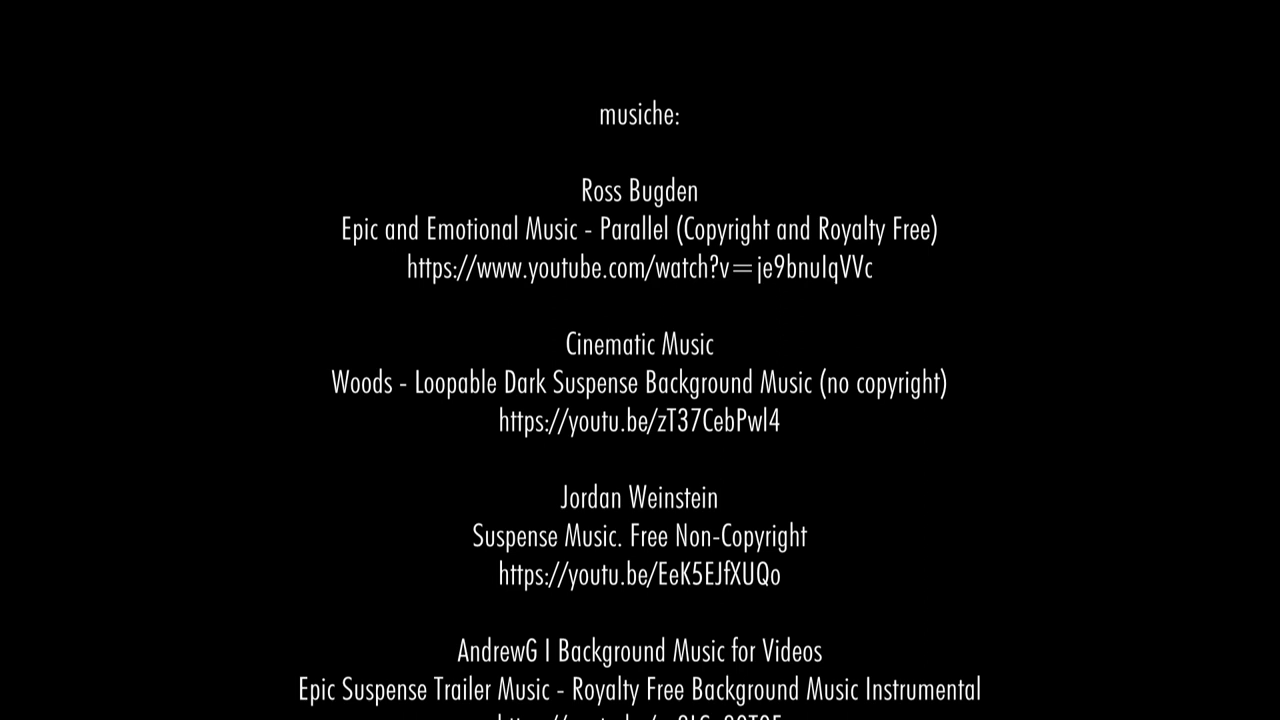 musiche:
Ross Bugden
Epic and Emotional Music - Parallel (Copyright and Royalty Free)
https://www.youtube.com/watch?v=je9bnuIqVVc
Cinematic Music
Woods - Loopable Dark Suspense Background Music (no copyright)
https://youtu.be/zT37CebPwl4
Jordan Weinstein
Suspense Music. Free Non-Copyright
https://youtu.be/EeK5EJfXUQo
AndrewG I Background Music for Videos
Epic Suspense Trailer Music - Royalty Free Background Music Instrumental